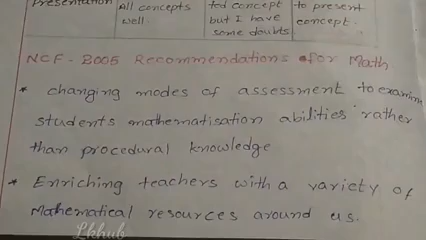 Presentation All concepts well. ted concept but I have some doubts to present concept.
NCF - 2005 Recommendations for Math
* changing modes of assessment to examine
students mathematisation abilities rather
than procedural knowledge
* Enriching teachers with a variety of
Mathematical resources around us.
Lkhub